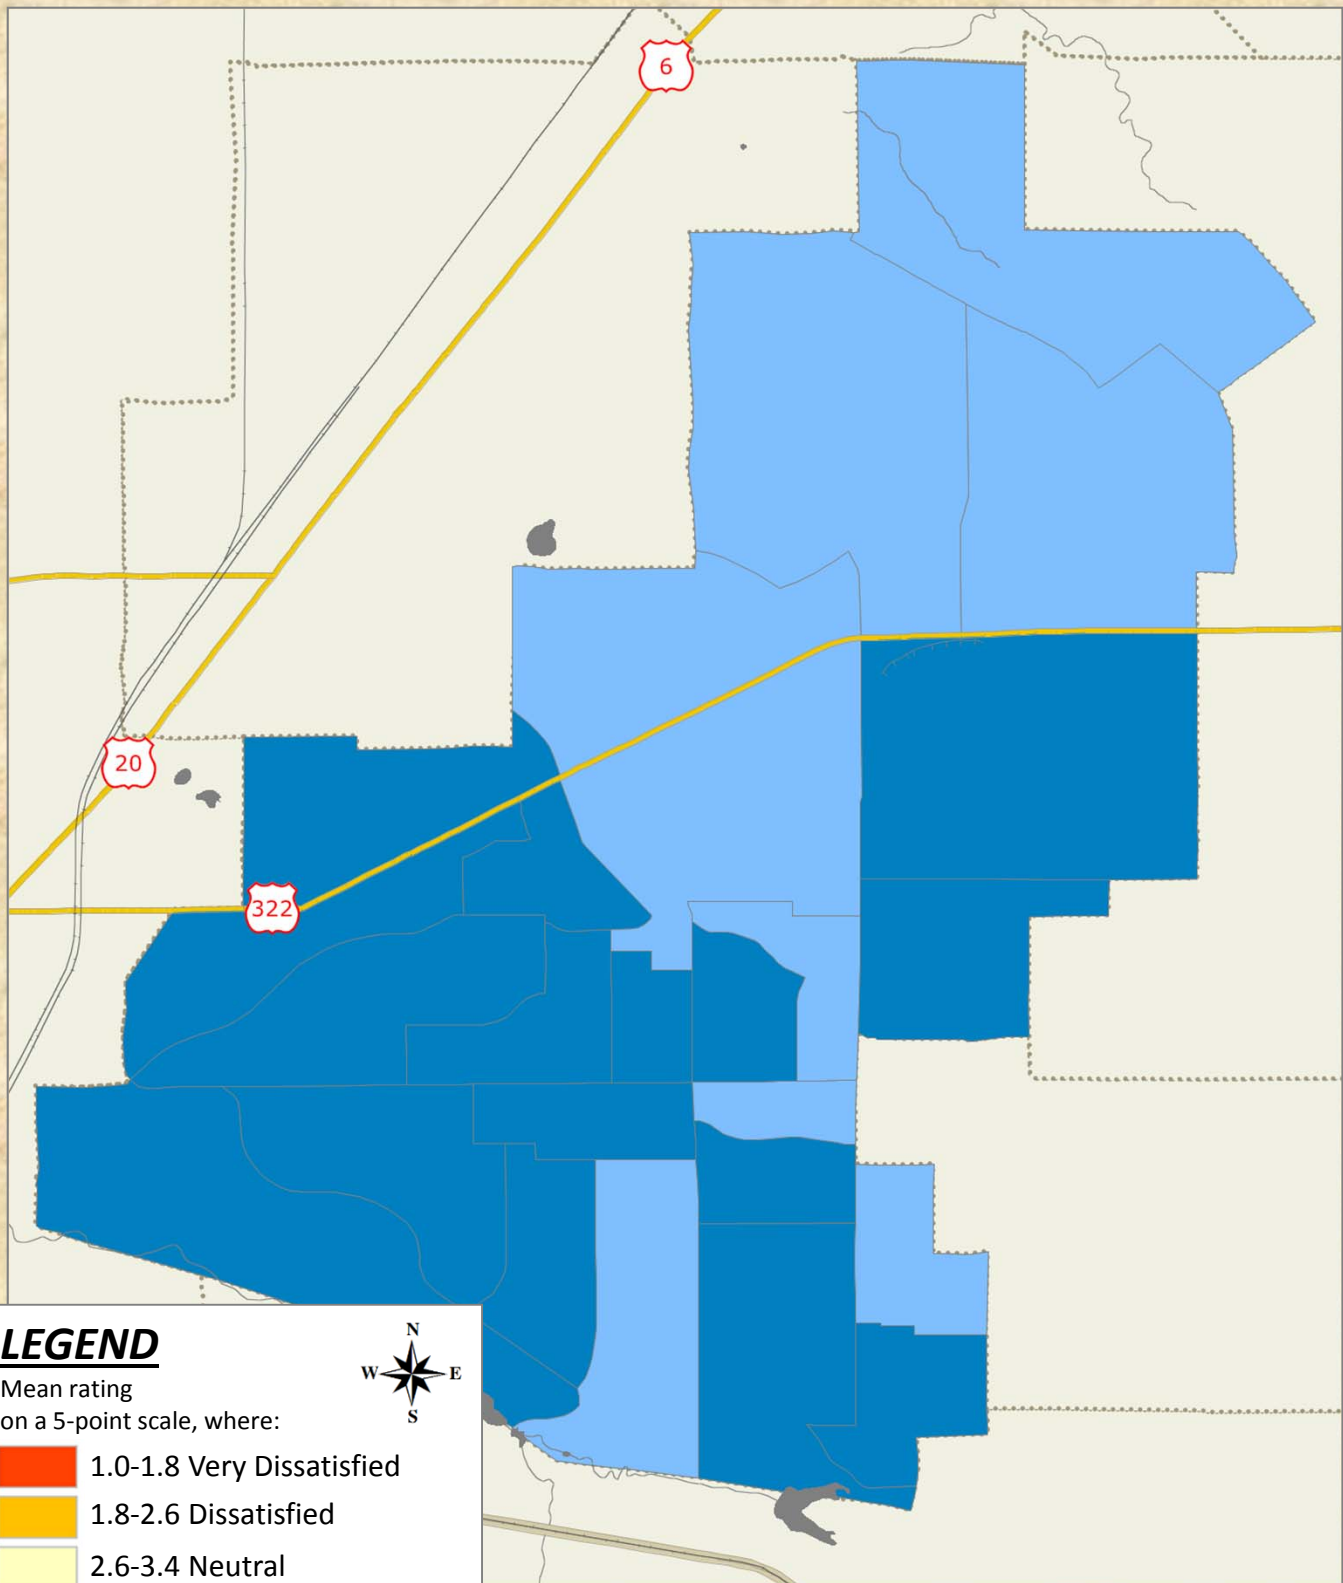 6
20
322
LEGEND
N
W E
S
Mean rating
on a 5-point scale, where:
1.0-1.8 Very Dissatisfied
1.8-2.6 Dissatisfied
2.6-3.4 Neutral